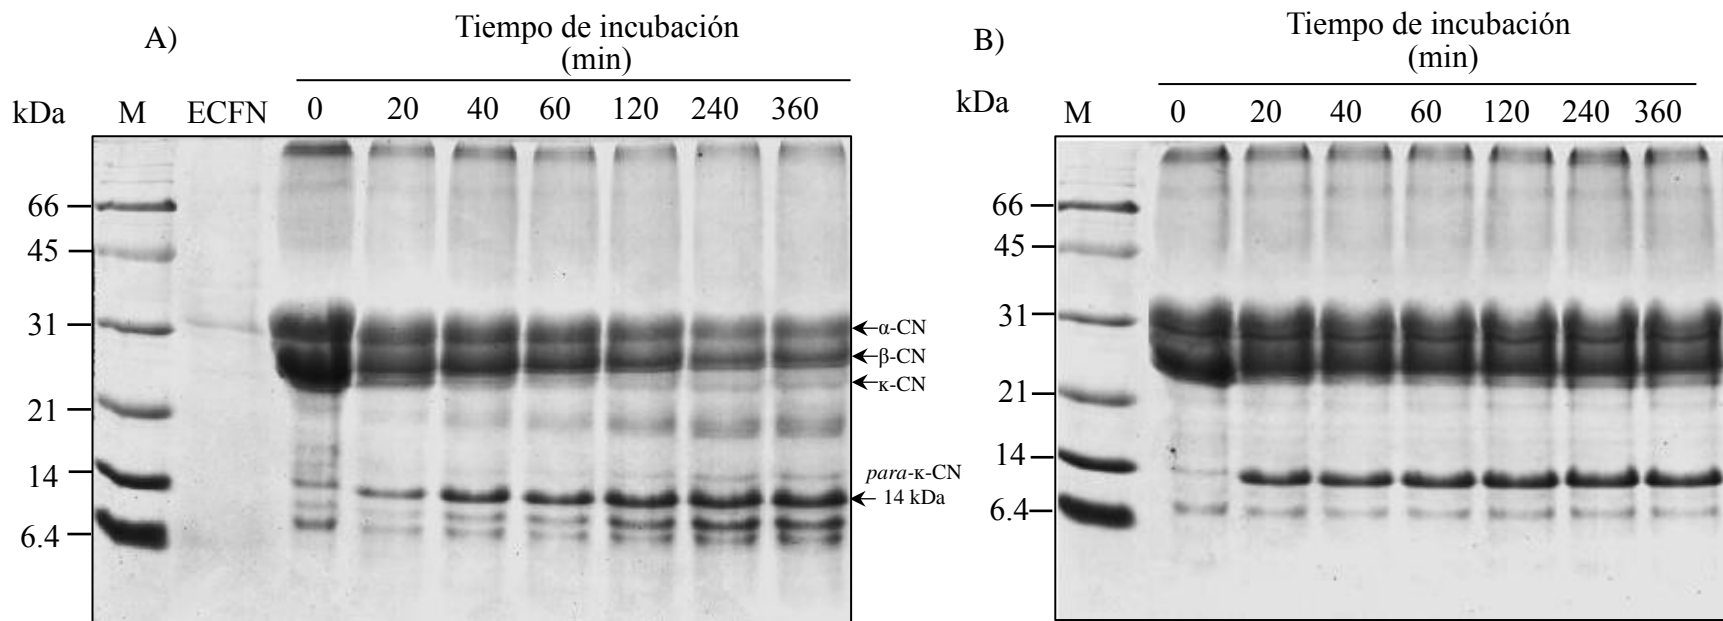 A)
Tiempo de incubación
(min)
kDa M ECFN 0 20 40 60 120 240 360
66
45
31
21
14
6.4
α-CN
β-CN
κ-CN
para-κ-CN
14 kDa
B)
Tiempo de incubación
(min)
kDa M 0 20 40 60 120 240 360
66
45
31
21
14
6.4